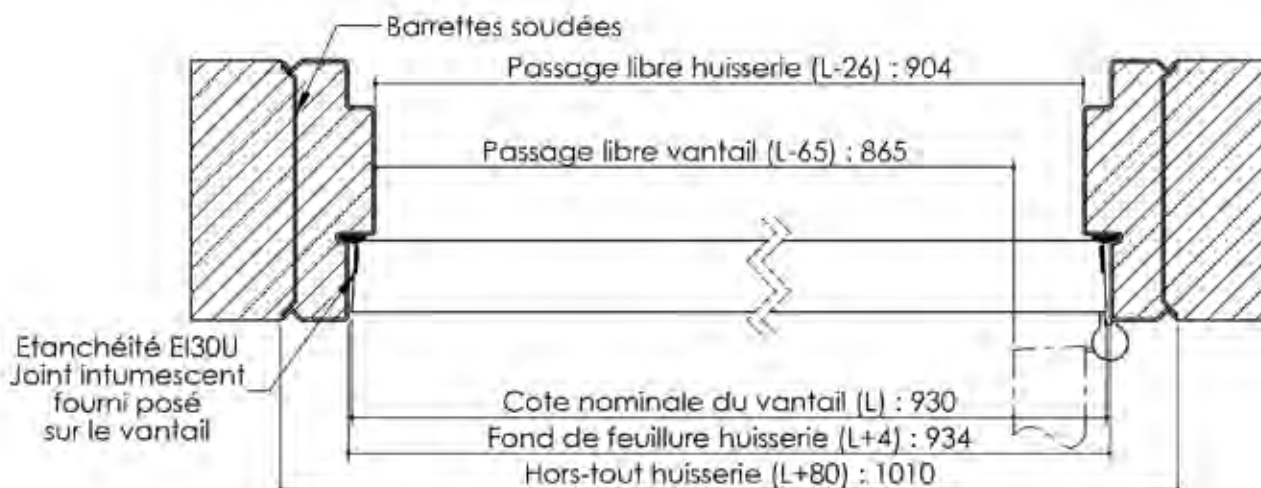 Barrettes soudées
Passage libre huisserie (L-26) : 904
Passage libre vantail (L-65) : 865
Etanchéité EI30U
Joint intumescent
fourni posé
sur le vantail
Cote nominale du vantail (L) : 930
Fond de feuillure huisserie (L+4) : 934
Hors-tout huisserie (L+80) : 1010